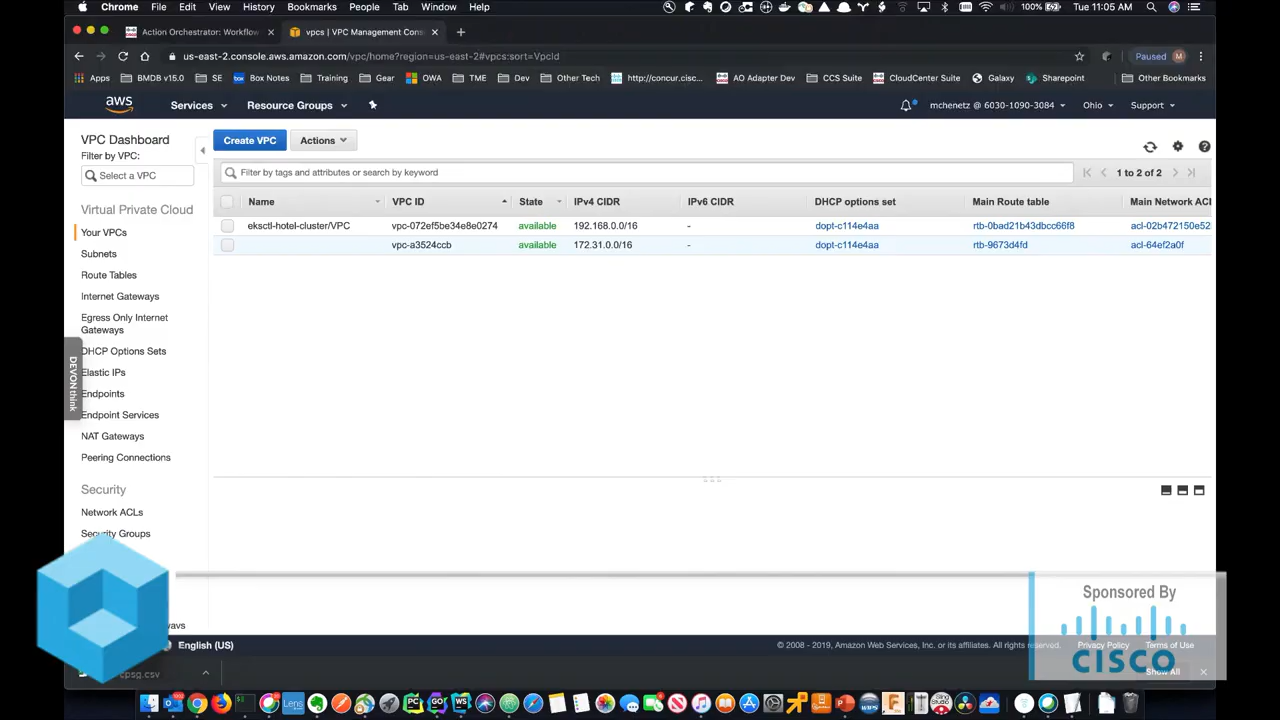 Chrome File Edit View History Bookmarks People Tab Window Help 100% Tue 11:05 AM
Action Orchestrator: Workflow × vpcs | VPC Management Con × +
us-east-2.console.aws.amazon.com/vpc/home?region=us-east-2#vpcs:sort=VpcId Paused M
Apps BMDB v15.0 SE Box Notes Training Gear OWA TME Dev Other Tech http://concur.cisc... AO Adapter Dev CCS Suite CloudCenter Suite Galaxy Sharepoint Other Bookmarks
aws Services Resource Groups mchenetz @ 6030-1090-3084 Ohio Support
VPC Dashboard
Filter by VPC:
Select a VPC
Create VPC Actions
Filter by tags and attributes or search by keyword 1 to 2 of 2
Name VPC ID State IPv4 CIDR IPv6 CIDR DHCP options set Main Route table Main Network ACL
eksctl-hotel-cluster/VPC vpc-072ef5be34e8e0274 available 192.168.0.0/16 - dopt-c114e4aa rtb-0bad21b43dbcc66f8 acl-02b472150e52
vpc-a3524ccb available 172.31.0.0/16 - dopt-c114e4aa rtb-9673d4fd acl-64ef2a0f
Virtual Private Cloud
Your VPCs
Subnets
Route Tables
Internet Gateways
Egress Only Internet
Gateways
DHCP Options Sets
Elastic IPs
Endpoints
Endpoint Services
NAT Gateways
Peering Connections
DEVONthink
Security
Network ACLs
Security Groups
English (US) © 2008 - 2019, Amazon Web Services, Inc. or its affiliates. All rights reserved. Privacy Policy Terms of Use
cpsg.csv Show All
Sponsored By
CISCO
Lens
PC GO WS